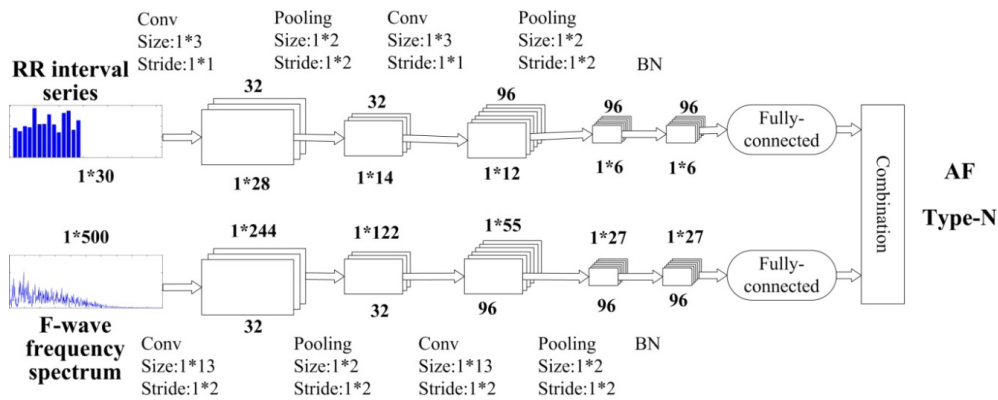 Conv
Size:1*3
Stride:1*1
Pooling
Size:1*2
Stride:1*2
Conv
Size:1*3
Stride:1*1
Pooling
Size:1*2
Stride:1*2
BN
RR interval
series
1*30
32
1*28
32
1*14
96
1*12
96
1*6
96
1*6
Fully-
connected
1*500
F-wave
frequency
spectrum
1*244
32
1*122
32
1*55
96
1*27
96
1*27
96
Fully-
connected
Conv
Size:1*13
Stride:1*2
Pooling
Size:1*2
Stride:1*2
Conv
Size:1*13
Stride:1*2
Pooling
Size:1*2
Stride:1*2
BN
Combination
AF
Type-N